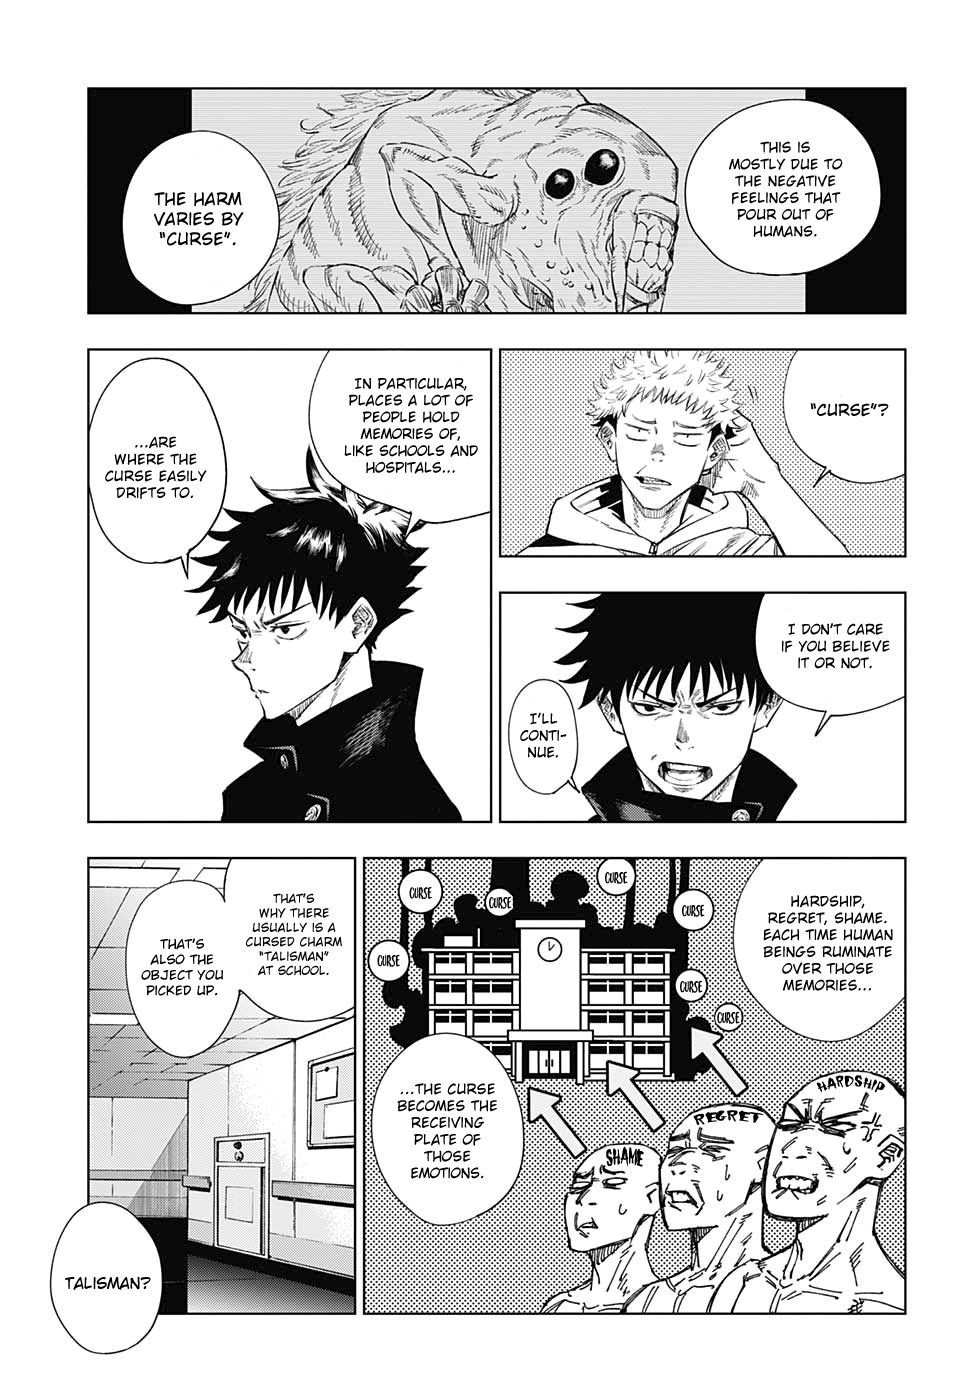 THIS IS
MOSTLY DUE TO
THE NEGATIVE
FEELINGS THAT
POUR OUT OF
HUMANS.
THE HARM
VARIES BY
"CURSE".
"CURSE"?
I DON'T CARE
IF YOU BELIEVE
IT OR NOT.
I'LL
CONTI-
NUE.
IN PARTICULAR,
PLACES A LOT OF
PEOPLE HOLD
MEMORIES OF,
LIKE SCHOOLS AND
HOSPITALS...
...ARE
WHERE THE
CURSE EASILY
DRIFTS TO.
HARDSHIP,
REGRET, SHAME.
EACH TIME HUMAN
BEINGS RUMINATE
OVER THOSE
MEMORIES...
CURSE
CURSE
CURSE
CURSE
CURSE
CURSE
CURSE
HARDSHIP
REGRET
SHAME
...THE CURSE
BECOMES THE
RECEIVING
PLATE OF
THOSE
EMOTIONS.
THAT'S
WHY THERE
USUALLY IS A
CURSED CHARM
"TALISMAN"
AT SCHOOL.
THAT'S
ALSO THE
OBJECT YOU
PICKED UP.
TALISMAN?